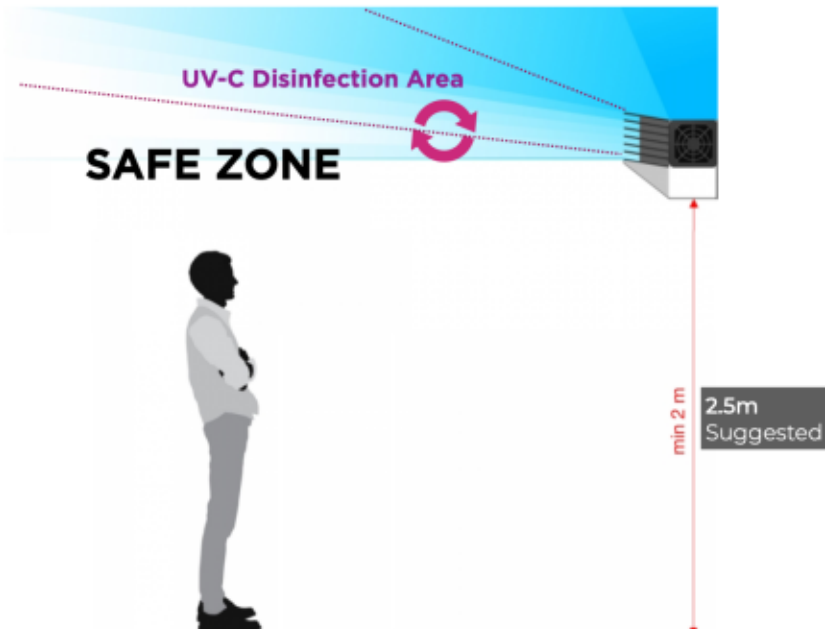 UV-C Disinfection Area
SAFE ZONE
min 2 m
2.5m
Suggested